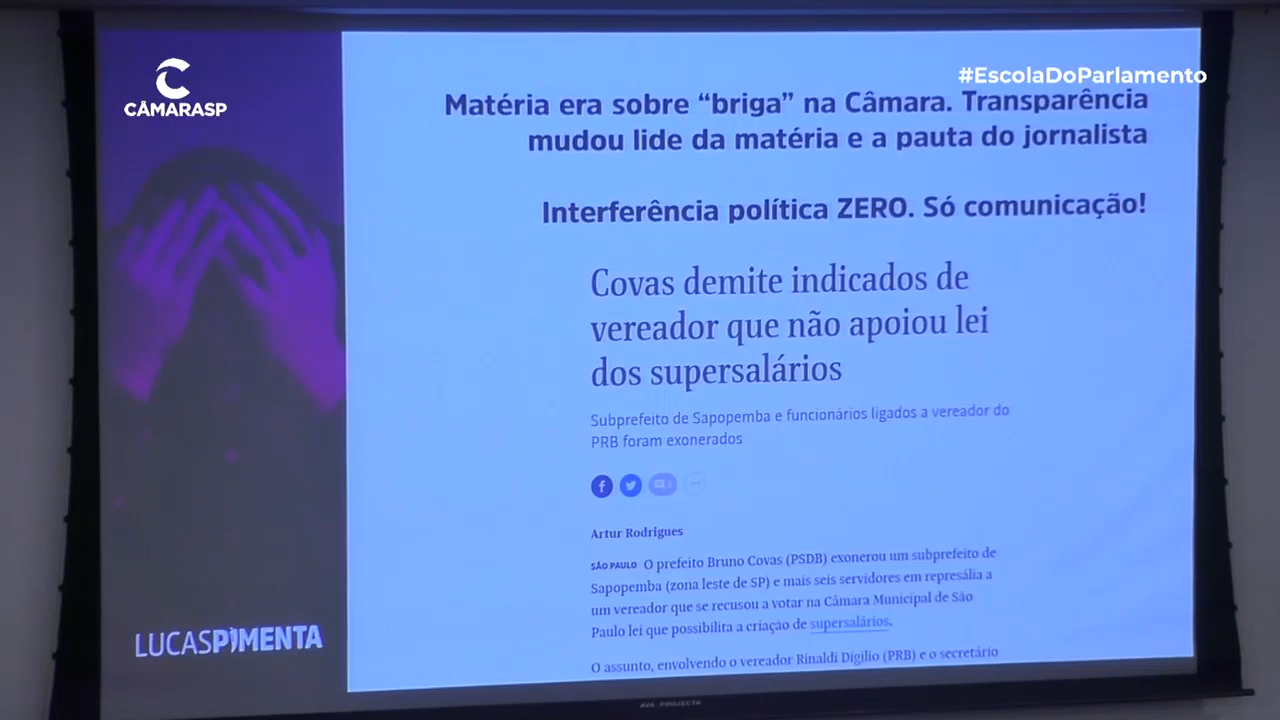 CÂMARASP
#EscolaDoParlamento
Matéria era sobre “briga” na Câmara. Transparência
mudou lide da matéria e a pauta do jornalista
Interferência política ZERO. Só comunicação!
Covas demite indicados de
vereador que não apoiou lei
dos supersalários
Subprefeito de Sapopemba e funcionários ligados a vereador do
PRB foram exonerados
Artur Rodrigues
SÃO PAULO O prefeito Bruno Covas (PSDB) exonerou um subprefeito de
Sapopemba (zona leste de SP) e mais seis servidores em represália a
um vereador que se recusou a votar na Câmara Municipal de São
Paulo lei que possibilita a criação de supersalários.
O assunto, envolvendo o vereador Rinaldi Digilio (PRB) e o secretário
LUCASPIMENTA